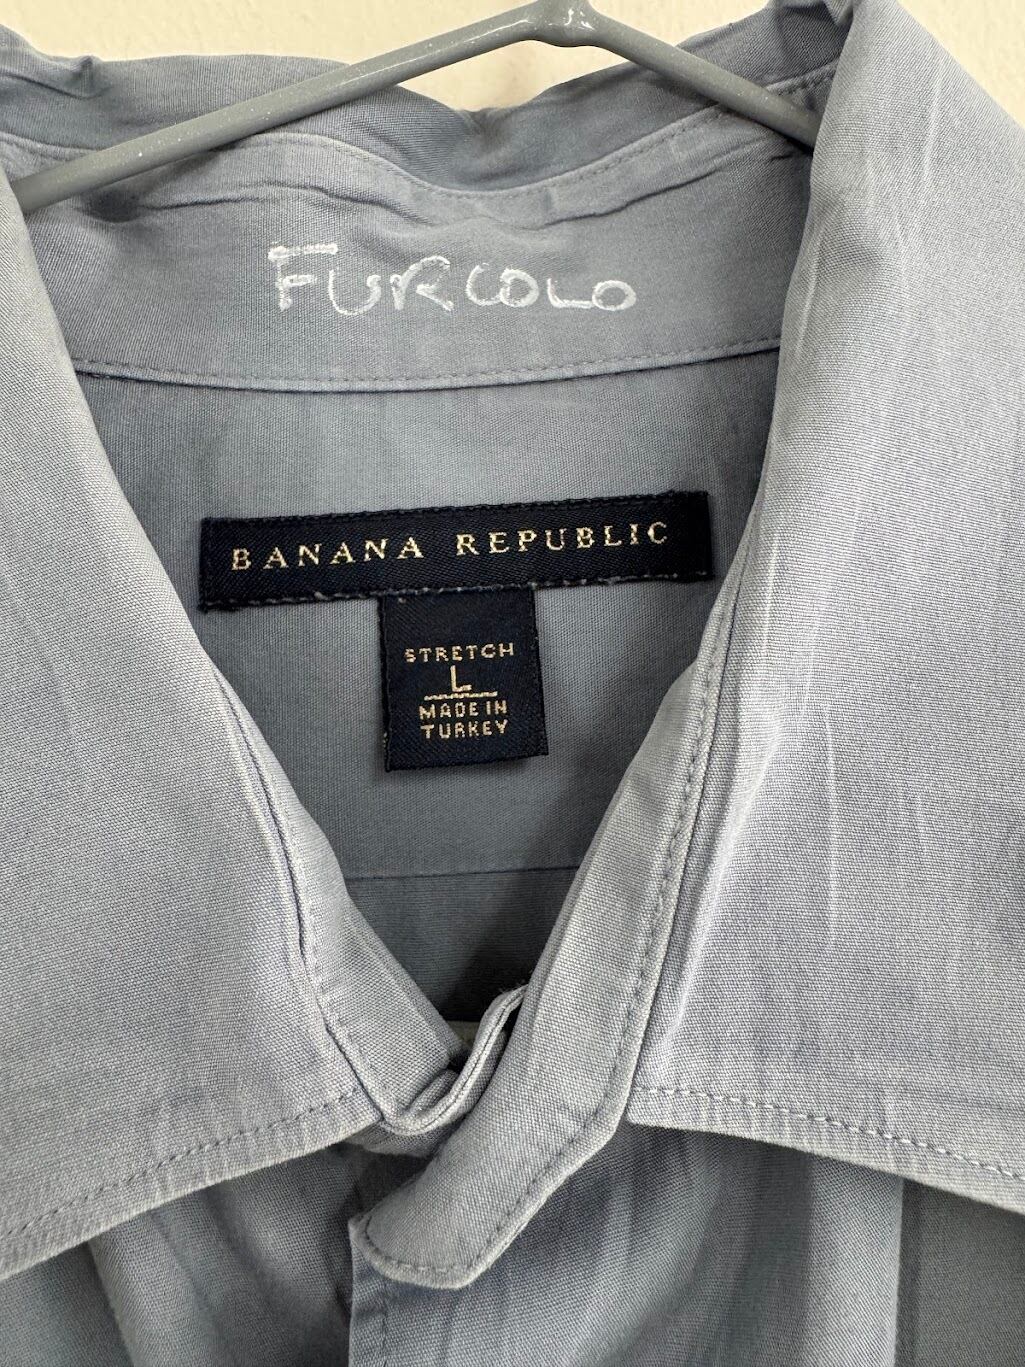 FURCOLO
BANANA REPUBLIC
STRETCH
L
MADE IN
TURKEY